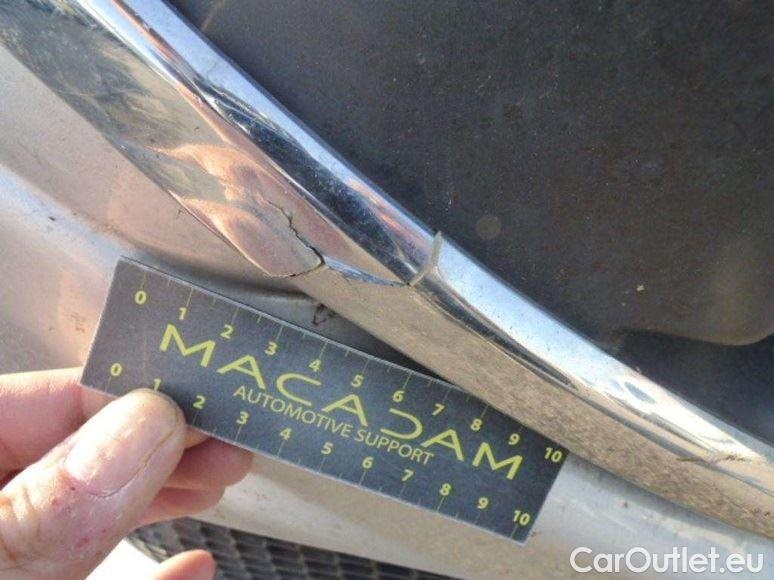 0 1 2 3 4 5 6 7 8 9 10
MACADAM
AUTOMOTIVE SUPPORT
0 1 2 3 4 5 6 7 8 9 10
CarOutlet.eu